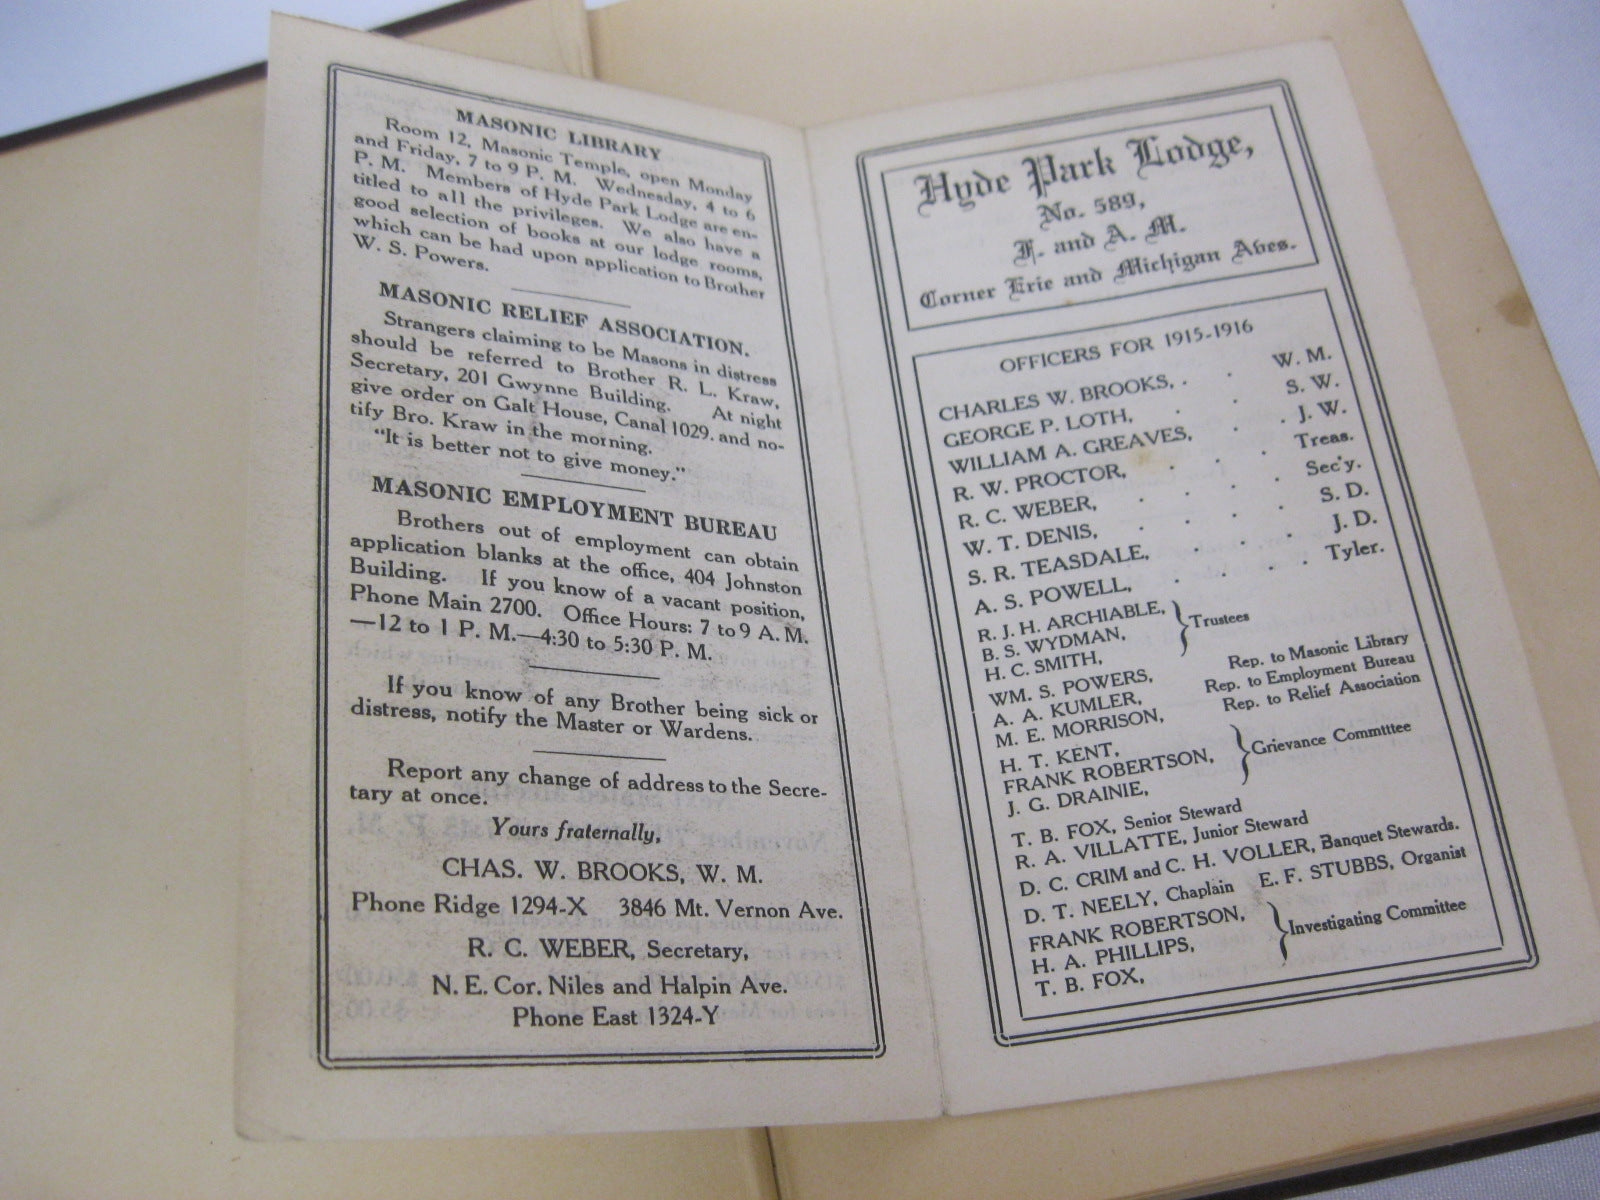 MASONIC LIBRARY
Room 12, Masonic Temple, open Monday
and Friday, 7 to 9 P. M. Wednesday, 4 to 6
P. M. Members of Hyde Park Lodge are en-
titled to all the privileges. We also have a
good selection of books at our lodge rooms,
which can be had upon application to Brother
W. S. Powers.
MASONIC RELIEF ASSOCIATION.
Strangers claiming to be Masons in distress
should be referred to Brother R. L. Kraw,
Secretary, 201 Gwynne Building. At night
give order on Galt House, Canal 1029. and no-
tify Bro. Kraw in the morning.
"It is better not to give money."
MASONIC EMPLOYMENT BUREAU
Brothers out of employment can obtain
application blanks at the office, 404 Johnston
Building. If you know of a vacant position,
Phone Main 2700. Office Hours: 7 to 9 A. M.
—12 to 1 P. M.—4:30 to 5:30 P. M.
If you know of any Brother being sick or
distress, notify the Master or Wardens.
Report any change of address to the Secre-
tary at once.
Yours fraternally,
CHAS. W. BROOKS, W. M.
Phone Ridge 1294-X 3846 Mt. Vernon Ave.
R. C. WEBER, Secretary,
N. E. Cor. Niles and Halpin Ave.
Phone East 1324-Y
Hyde Park Lodge,
No. 589,
F. and A. M.
Corner Erie and Michigan Aves.
OFFICERS FOR 1915-1916
CHARLES W. BROOKS, . . W. M.
GEORGE P. LOTH, . . S. W.
WILLIAM A. GREAVES, . . J. W.
R. W. PROCTOR, . . . Treas.
R. C. WEBER, . . . . Sec'y.
W. T. DENIS, . . . . S. D.
S. R. TEASDALE, . . . J. D.
A. S. POWELL, . . . . Tyler.
R. J. H. ARCHIABLE,
B. S. WYDMAN, Trustees
H. C. SMITH,
WM. S. POWERS, Rep. to Masonic Library
A. A. KUMLER, Rep. to Employment Bureau
M. E. MORRISON, Rep. to Relief Association
H. T. KENT,
FRANK ROBERTSON, Grievance Committee
J. G. DRAINIE,
T. B. FOX, Senior Steward
R. A. VILLATTE, Junior Steward
D. C. CRIM and C. H. VOLLER, Banquet Stewards.
D. T. NEELY, Chaplain E. F. STUBBS, Organist
FRANK ROBERTSON,
H. A. PHILLIPS, Investigating Committee
T. B. FOX,